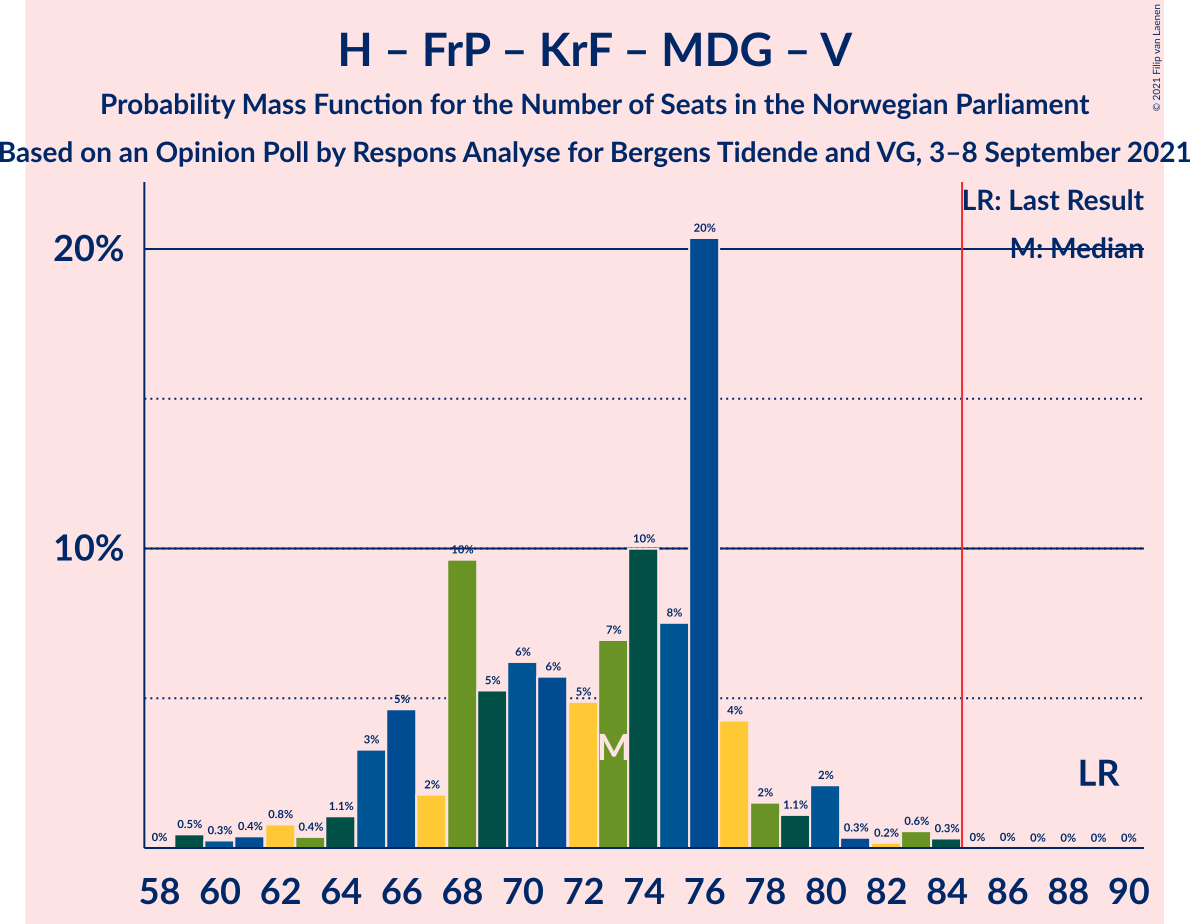 H – FrP – KrF – MDG – V
Probability Mass Function for the Number of Seats in the Norwegian Parliament
Based on an Opinion Poll by Respons Analyse for Bergens Tidende and VG, 3–8 September 2021
© 2021 Filip van Laenen
LR: Last Result
M: Median
20%
10%
0% 0.5% 0.3% 0.4% 0.8% 0.4% 1.1% 3% 5% 2% 10% 5% 6% 6% 5% 7% 10% 8% 20% 4% 2% 1.1% 2% 0.3% 0.2% 0.6% 0.3% 0% 0% 0% 0% 0% 0%
M
LR
58 60 62 64 66 68 70 72 74 76 78 80 82 84 86 88 90